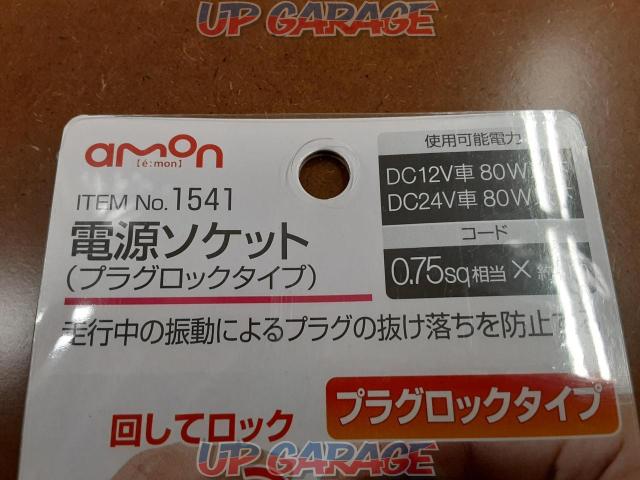 UP GARAGE
amon
【é:mon】
ITEM No.1541
電源ソケット
(プラグロックタイプ)
使用可能電力
DC12V車 80W
DC24V車 80W
コード
0.75sq相当×
走行中の振動によるプラグの抜け落ちを防止する
回してロック
プラグロックタイプ
UP GARAGE